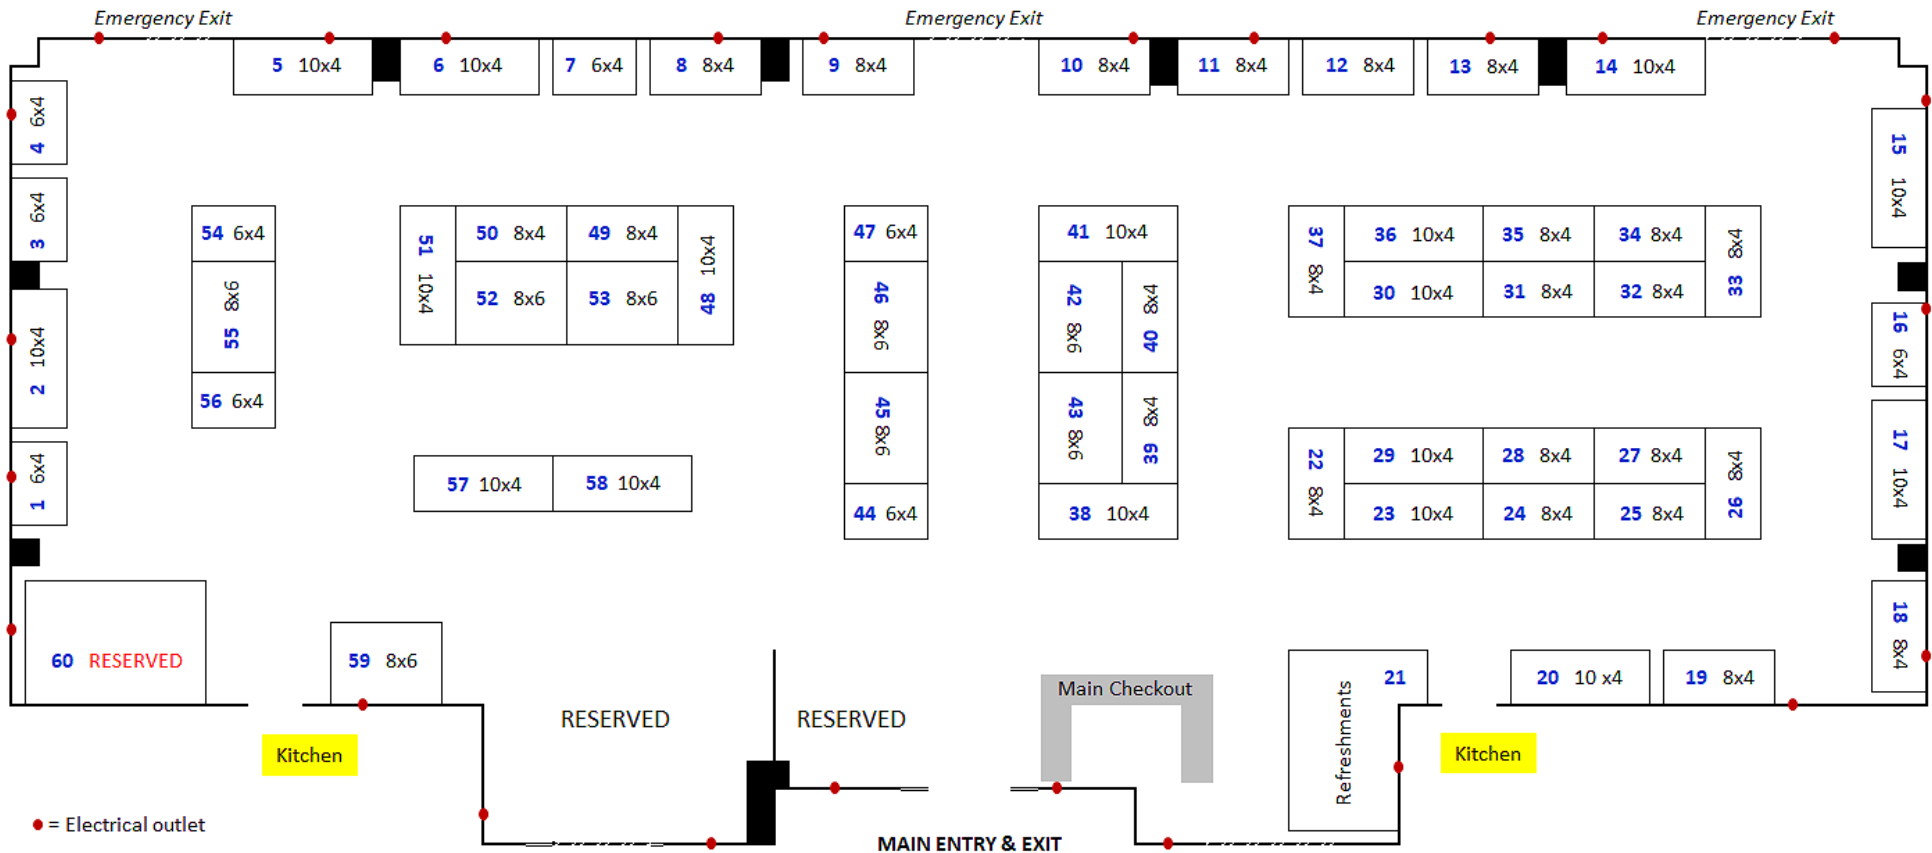 Emergency Exit
Emergency Exit
Emergency Exit
5 10x4
6 10x4
7 6x4
8 8x4
9 8x4
10 8x4
11 8x4
12 8x4
13 8x4
14 10x4
4 6x4
3 6x4
2 10x4
1 6x4
15 10x4
16 6x4
17 10x4
18 8x4
54 6x4
55 8x6
56 6x4
51 10x4
50 8x4
49 8x4
52 8x6
53 8x6
48 10x4
57 10x4
58 10x4
47 6x4
46 8x6
45 8x6
44 6x4
41 10x4
42 8x6
40 8x4
43 8x6
39 8x4
38 10x4
37 8x4
36 10x4
35 8x4
34 8x4
30 10x4
31 8x4
32 8x4
33 8x4
22 8x4
29 10x4
28 8x4
27 8x4
23 10x4
24 8x4
25 8x4
26 8x4
60 RESERVED
59 8x6
RESERVED
RESERVED
Main Checkout
21
Refreshments
20 10 x4
19 8x4
Kitchen
Kitchen
= Electrical outlet
MAIN ENTRY & EXIT